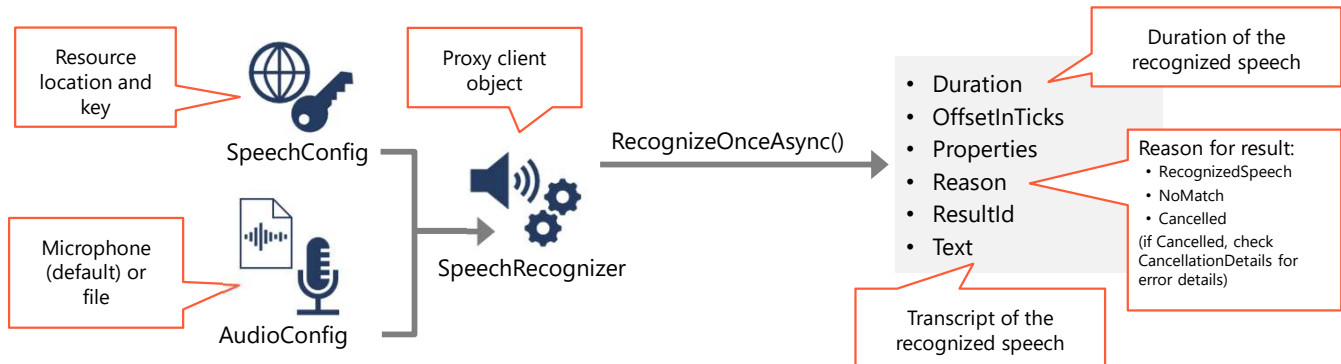 Resource
location and
key
SpeechConfig
Microphone
(default) or
file
AudioConfig
Proxy client
object
SpeechRecognizer
RecognizeOnceAsync()
• Duration
• OffsetInTicks
• Properties
• Reason
• ResultId
• Text
Duration of the
recognized speech
Reason for result:
• RecognizedSpeech
• NoMatch
• Cancelled
(if Cancelled, check
CancellationDetails for
error details)
Transcript of the
recognized speech